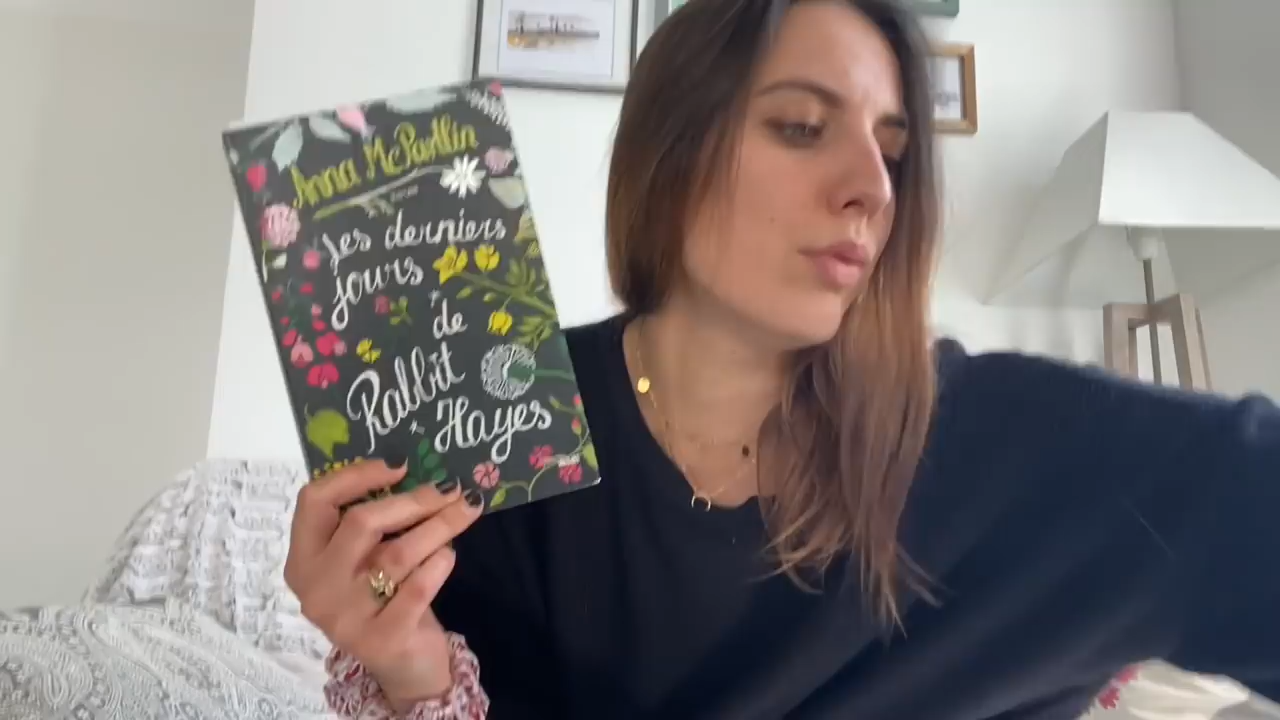 Anna McPartlin
Les derniers
jours
de
Rabbit
Hayes